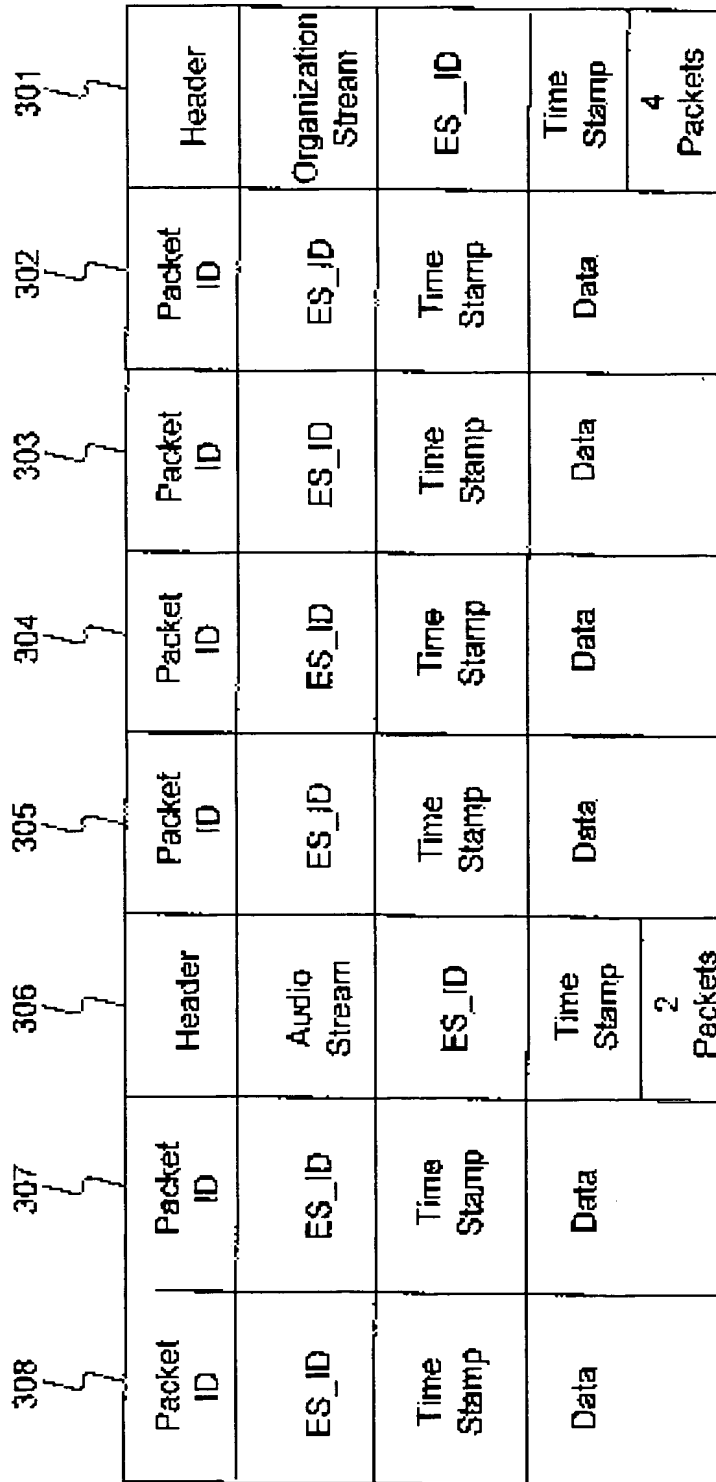 308 307 306 305 304 303 302 301
Packet ID
Packet ID
Header
Packet ID
Packet ID
Packet ID
Packet ID
Header
ES_ID
ES_ID
Audio Stream
ES_ID
ES_ID
ES_ID
ES_ID
Organization Stream
Time Stamp
Time Stamp
ES_ID
Time Stamp
Time Stamp
Time Stamp
Time Stamp
ES_ID
Data
Data
Time Stamp
Data
Data
Data
Data
Time Stamp
2 Packets
4 Packets